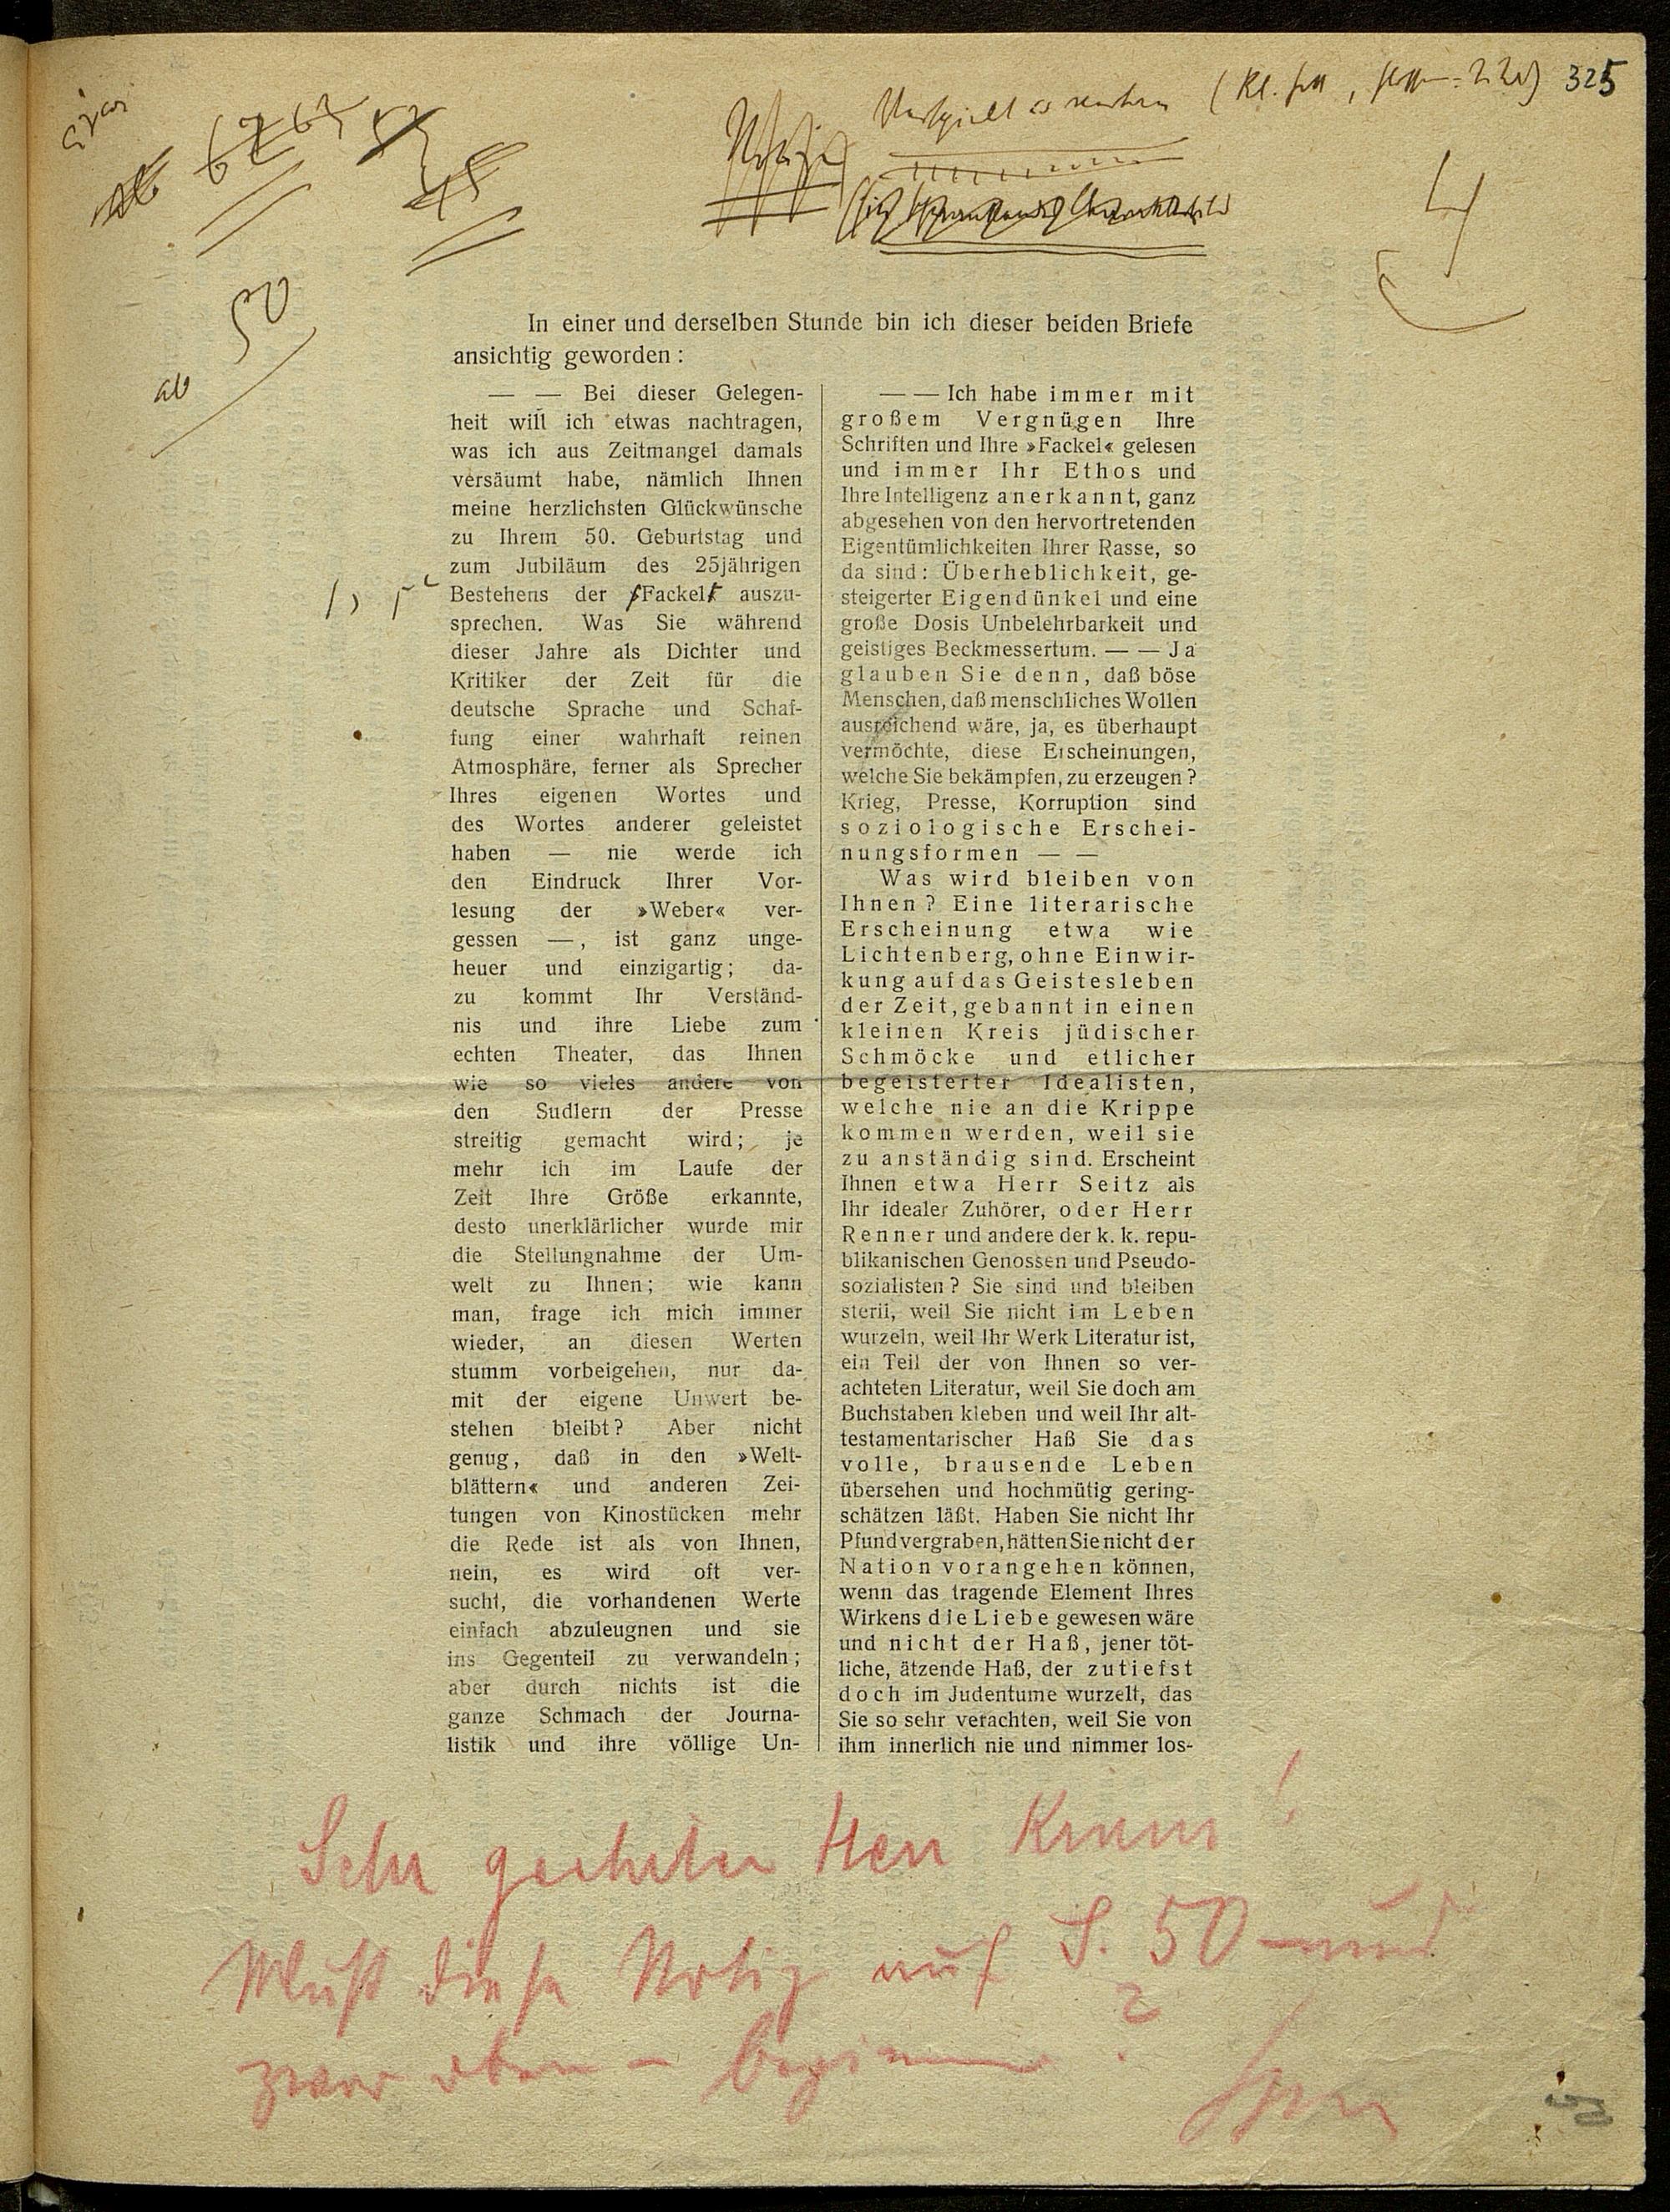 325
4
62 63
48
50
ab
In einer und derselben Stunde bin ich dieser beiden Briefe
ansichtig geworden:
— — Bei dieser Gelegen-
heit will ich etwas nachtragen,
was ich aus Zeitmangel damals
versäumt habe, nämlich Ihnen
meine herzlichsten Glückwünsche
zu Ihrem 50. Geburtstag und
zum Jubiläum des 25jährigen
Bestehens der Fackel auszu-
sprechen. Was Sie während
dieser Jahre als Dichter und
Kritiker der Zeit für die
deutsche Sprache und Schaf-
fung einer wahrhaft reinen
Atmosphäre, ferner als Sprecher
Ihres eigenen Wortes und
des Wortes anderer geleistet
haben — nie werde ich
den Eindruck Ihrer Vor-
lesung der »Weber« ver-
gessen —, ist ganz unge-
heuer und einzigartig; da-
zu kommt Ihr Verständ-
nis und ihre Liebe zum
echten Theater, das Ihnen
wie so vieles andere von
den Sudlern der Presse
streitig gemacht wird; je
mehr ich im Laufe der
Zeit Ihre Größe erkannte,
desto unerklärlicher wurde mir
die Stellungnahme der Um-
welt zu Ihnen; wie kann
man, frage ich mich immer
wieder, an diesen Werten
stumm vorbeigehen, nur da-
mit der eigene Unwert be-
stehen bleibt? Aber nicht
genug, daß in den »Welt-
blättern« und anderen Zei-
tungen von Kinostücken mehr
die Rede ist als von Ihnen,
nein, es wird oft ver-
sucht, die vorhandenen Werte
einfach abzuleugnen und sie
ins Gegenteil zu verwandeln;
aber durch nichts ist die
ganze Schmach der Journa-
listik und ihre völlige Un-
— — Ich habe immer mit
großem Vergnügen Ihre
Schriften und Ihre »Fackel« gelesen
und immer Ihr Ethos und
Ihre Intelligenz anerkannt, ganz
abgesehen von den hervortretenden
Eigentümlichkeiten Ihrer Rasse, so
da sind: Überheblichkeit, ge-
steigerter Eigendünkel und eine
große Dosis Unbelehrbarkeit und
geistiges Beckmessertum. — — Ja
glauben Sie denn, daß böse
Menschen, daß menschliches Wollen
ausreichend wäre, ja, es überhaupt
vermöchte, diese Erscheinungen,
welche Sie bekämpfen, zu erzeugen?
Krieg, Presse, Korruption sind
soziologische Erschei-
nungsformen — —
Was wird bleiben von
Ihnen? Eine literarische
Erscheinung etwa wie
Lichtenberg, ohne Einwir-
kung auf das Geistesleben
der Zeit, gebannt in einen
kleinen Kreis jüdischer
Schmöcke und etlicher
begeisterter Idealisten,
welche nie an die Krippe
kommen werden, weil sie
zu anständig sind. Erscheint
Ihnen etwa Herr Seitz als
Ihr idealer Zuhörer, oder Herr
Renner und andere der k. k. repu-
blikanischen Genossen und Pseudo-
sozialisten? Sie sind und bleiben
steril, weil Sie nicht im Leben
wurzeln, weil Ihr Werk Literatur ist,
ein Teil der von Ihnen so ver-
achteten Literatur, weil Sie doch am
Buchstaben kleben und weil Ihr alt-
testamentarischer Haß Sie das
volle, brausende Leben
übersehen und hochmütig gering-
schätzen läßt. Haben Sie nicht Ihr
Pfund vergraben, hätten Sie nicht der
Nation vorangehen können,
wenn das tragende Element Ihres
Wirkens die Liebe gewesen wäre
und nicht der Haß, jener töt-
liche, ätzende Haß, der zutiefst
doch im Judentume wurzelt, das
Sie so sehr verachten, weil Sie von
ihm innerlich nie und nimmer los-
Sehr geehrter Herr Kraus!
Muß diese Notiz auf S. 50 — und
zwar oben — beginnen?